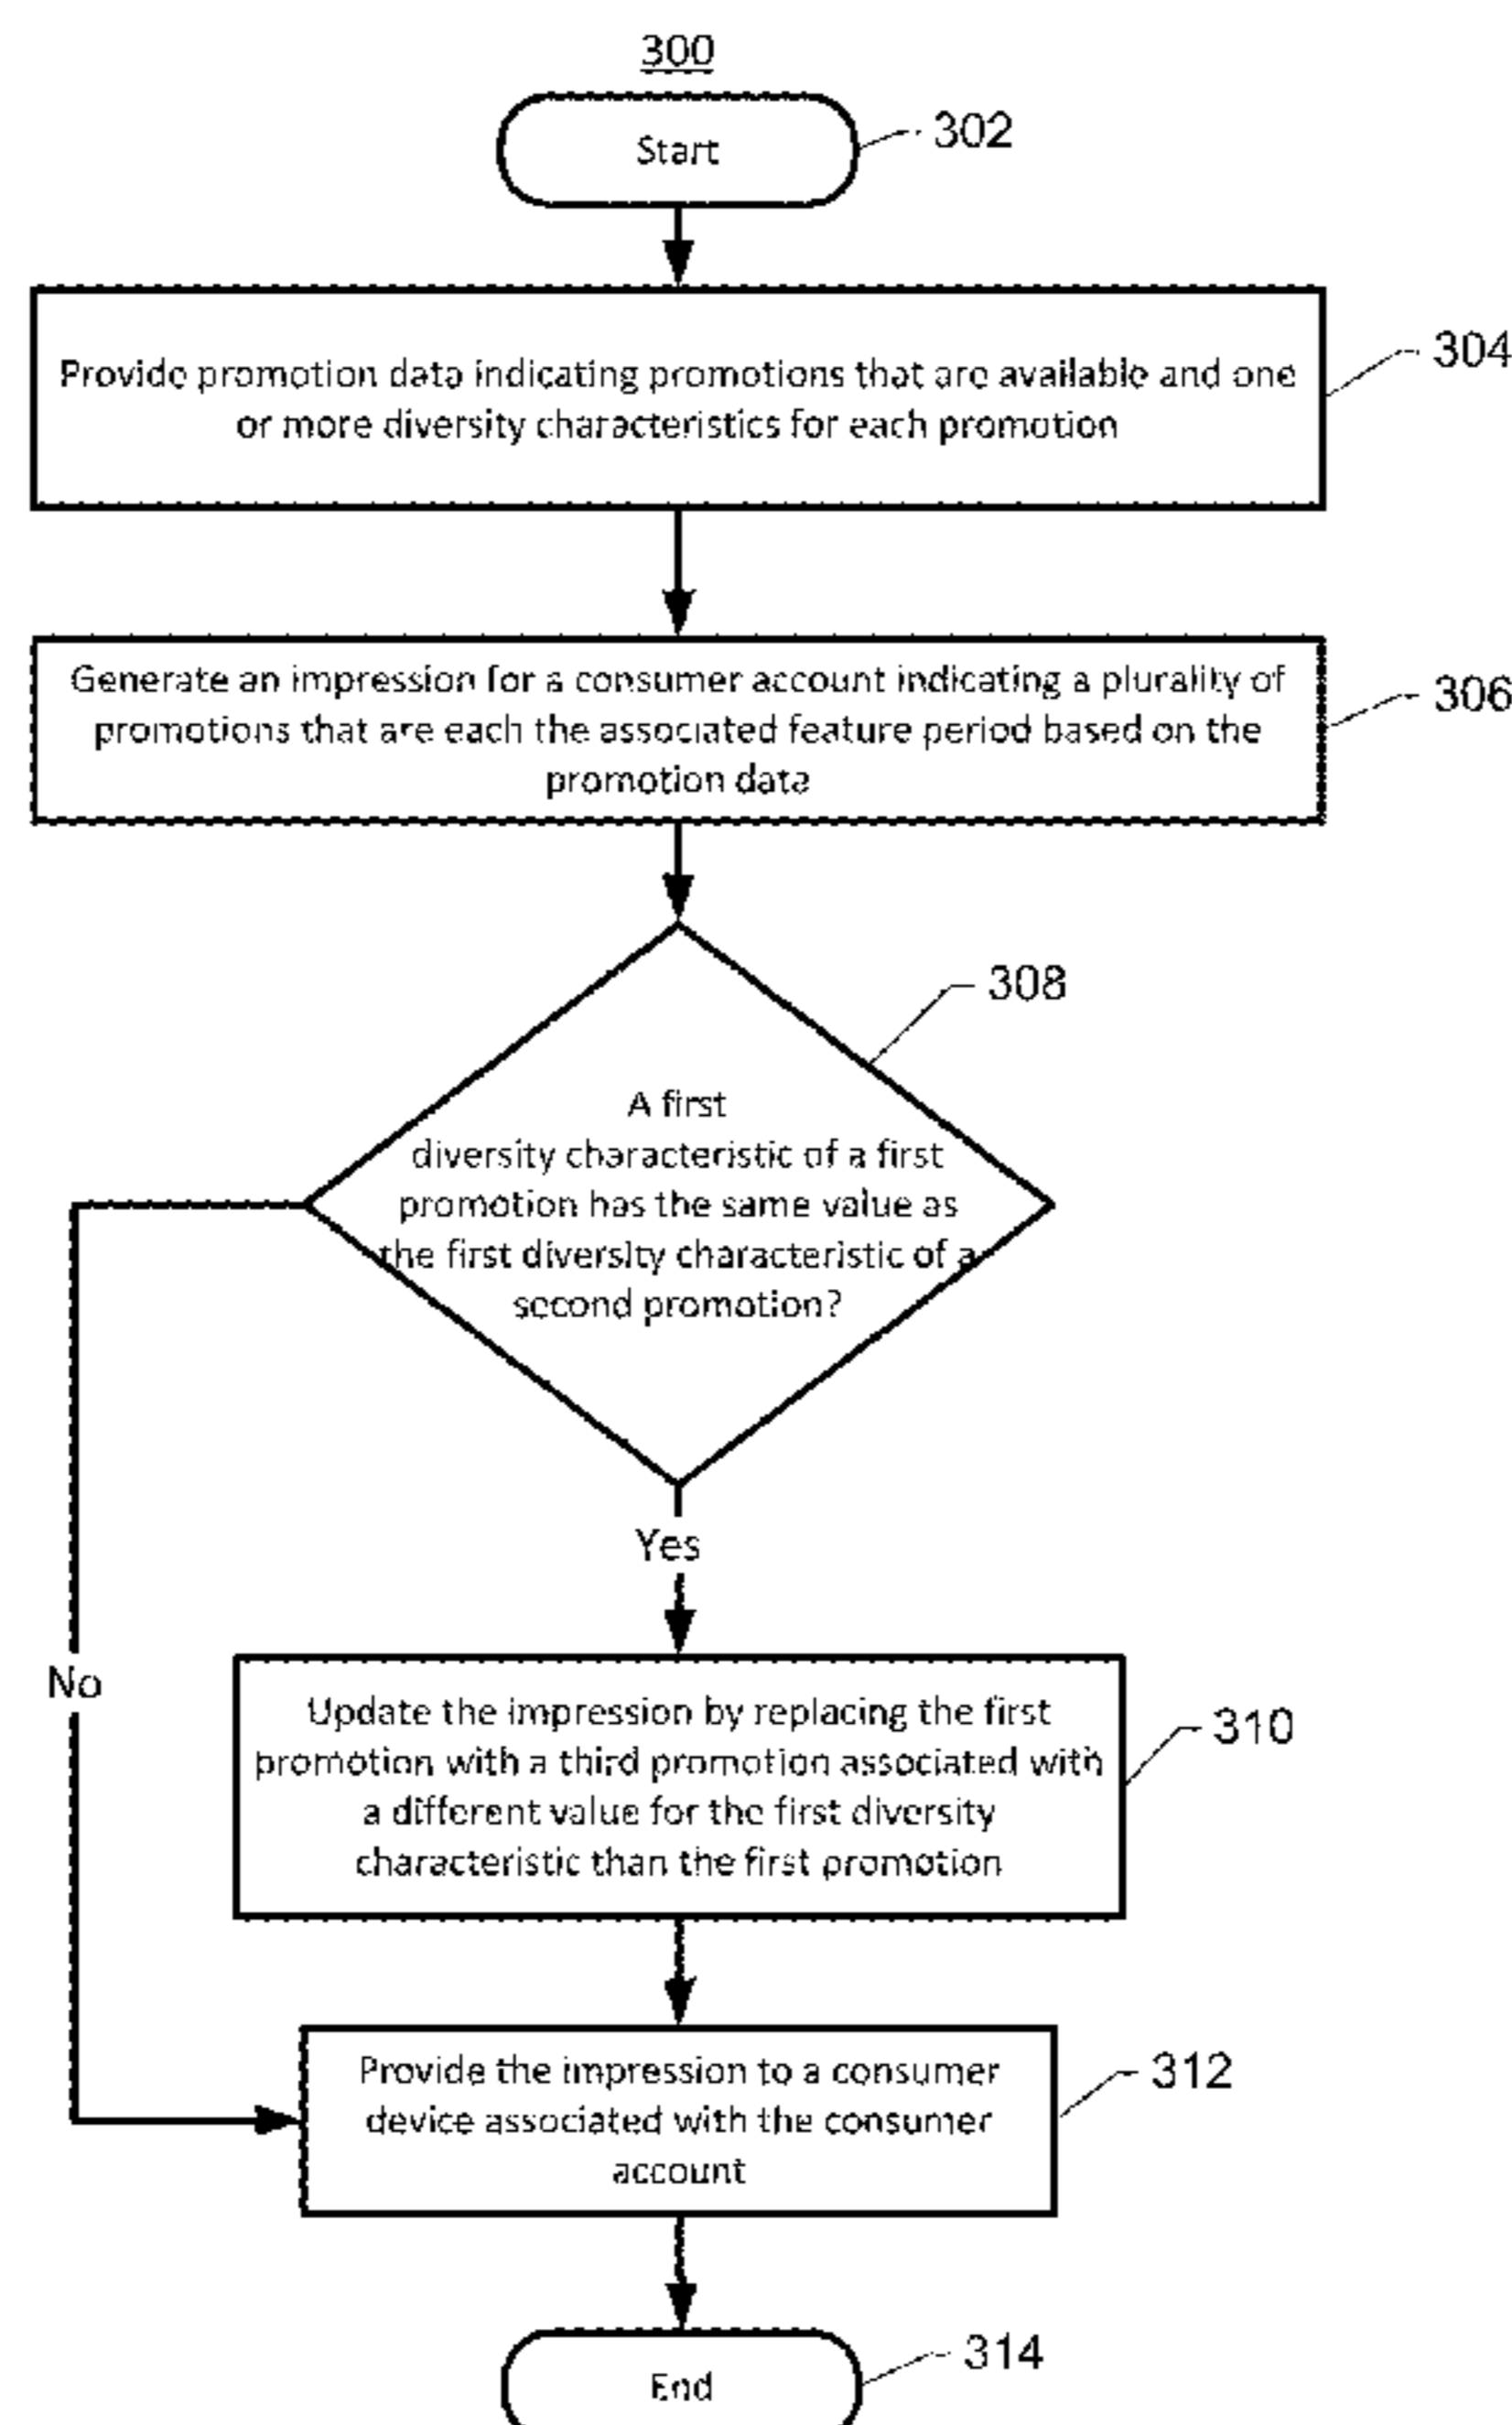 300
Start
302
Provide promotion data indicating promotions that are available and one
or more diversity characteristics for each promotion
304
Generate an impression for a consumer account indicating a plurality of
promotions that are each the associated feature period based on the
promotion data
306
308
A first
diversity characteristic of a first
promotion has the same value as
the first diversity characteristic of a
second promotion?
Yes
No
Update the impression by replacing the first
promotion with a third promotion associated with
a different value for the first diversity
characteristic than the first promotion
310
Provide the impression to a consumer
device associated with the consumer
account
312
End
314